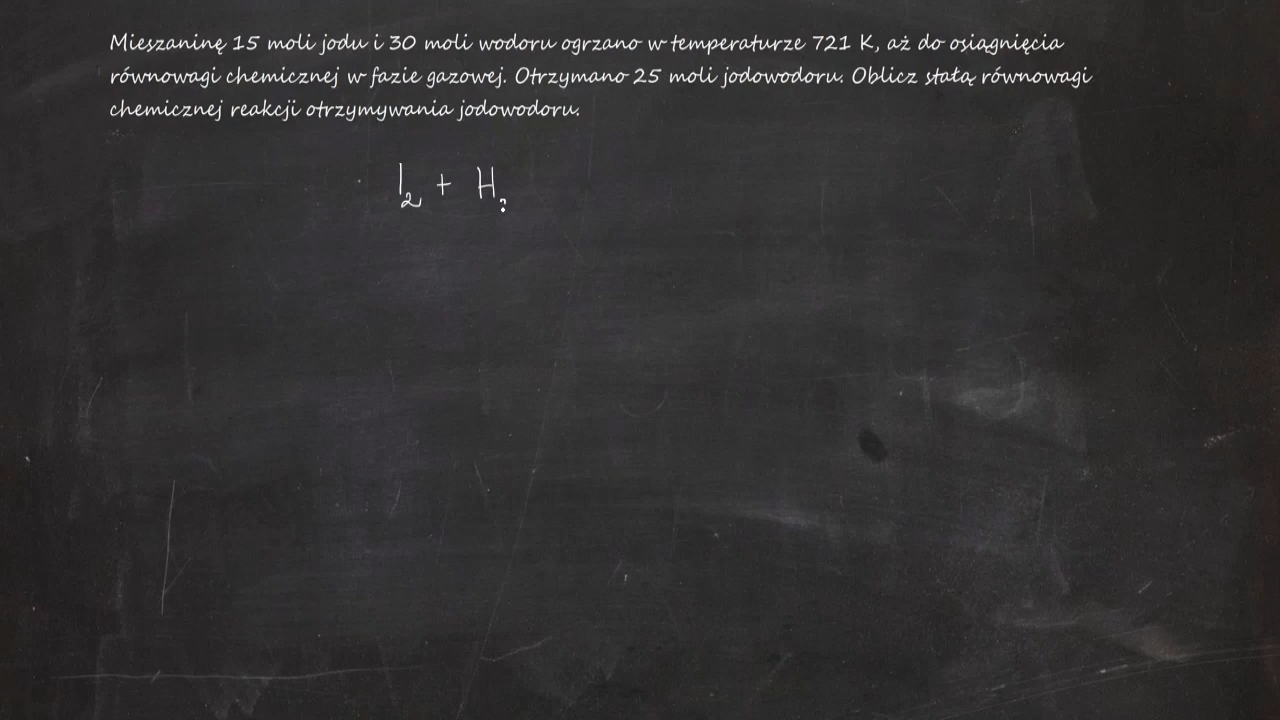 Mieszaninę 15 moli jodu i 30 moli wodoru ogrzano w temperaturze 721 K, aż do osiągnięcia
równowagi chemicznej w fazie gazowej. Otrzymano 25 moli jodowodoru. Oblicz stałą równowagi
chemicznej reakcji otrzymywania jodowodoru.
I₂ + H